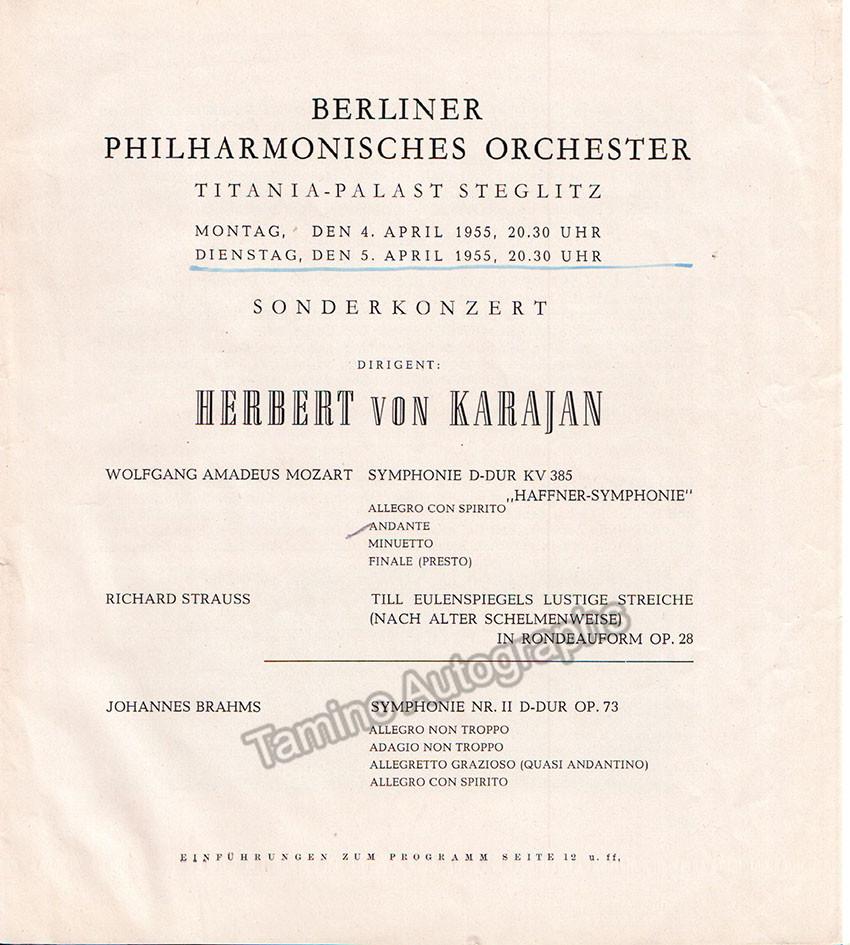 BERLINER
PHILHARMONISCHES ORCHESTER
TITANIA-PALAST STEGLITZ
MONTAG, DEN 4. APRIL 1955, 20.30 UHR
DIENSTAG, DEN 5. APRIL 1955, 20.30 UHR
SONDERKONZERT
DIRIGENT:
HERBERT VON KARAJAN
WOLFGANG AMADEUS MOZART SYMPHONIE D-DUR KV 385
„HAFFNER-SYMPHONIE"
ALLEGRO CON SPIRITO
ANDANTE
MINUETTO
FINALE (PRESTO)
RICHARD STRAUSS TILL EULENSPIEGELS LUSTIGE STREICHE
(NACH ALTER SCHELMENWEISE)
IN RONDEAUFORM OP. 28
JOHANNES BRAHMS SYMPHONIE NR. II D-DUR OP. 73
ALLEGRO NON TROPPO
ADAGIO NON TROPPO
ALLEGRETTO GRAZIOSO (QUASI ANDANTINO)
ALLEGRO CON SPIRITO
EINFÜHRUNGEN ZUM PROGRAMM SEITE 12 u. ff,
Tamino Autographs